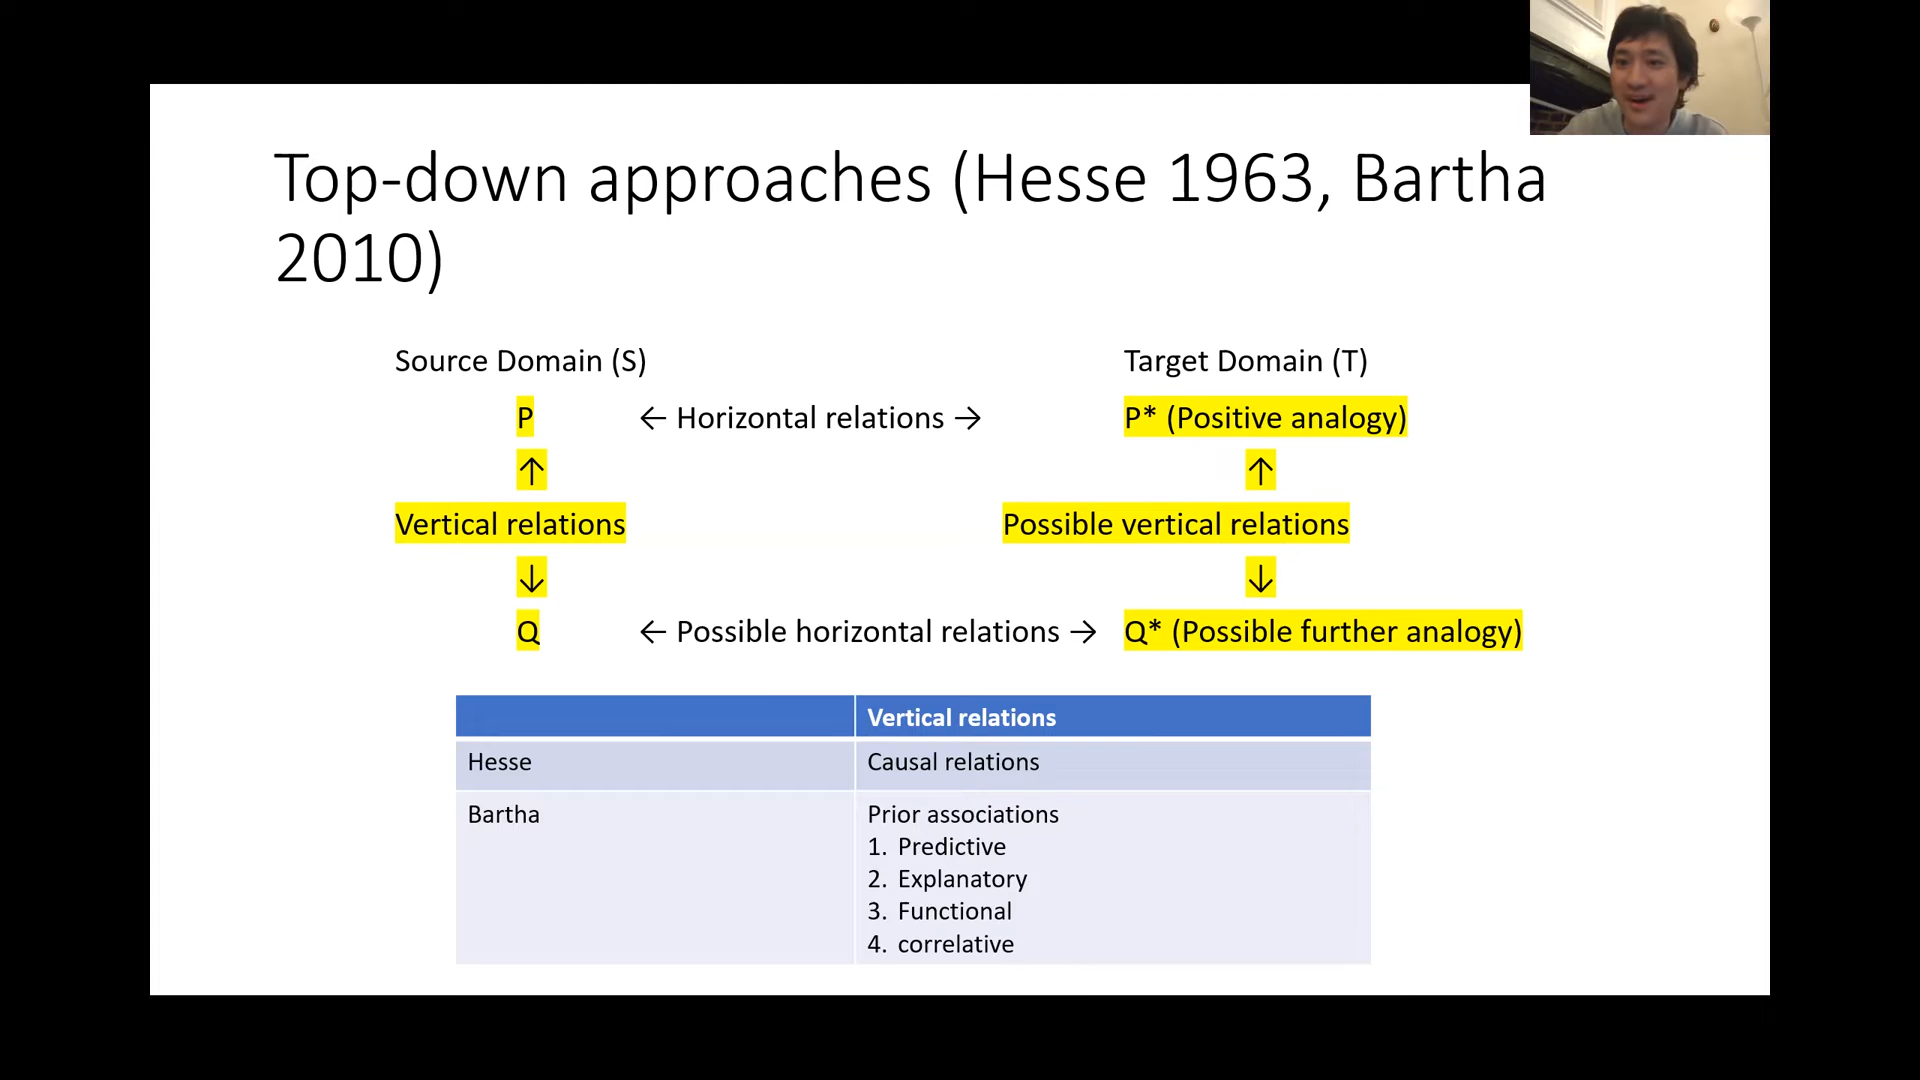 Top-down approaches (Hesse 1963, Bartha
2010)
Source Domain (S) Target Domain (T)
P ← Horizontal relations → P* (Positive analogy)
↑ ↑
Vertical relations Possible vertical relations
↓ ↓
Q ← Possible horizontal relations → Q* (Possible further analogy)
Vertical relations
Hesse Causal relations
Bartha Prior associations
1. Predictive
2. Explanatory
3. Functional
4. correlative